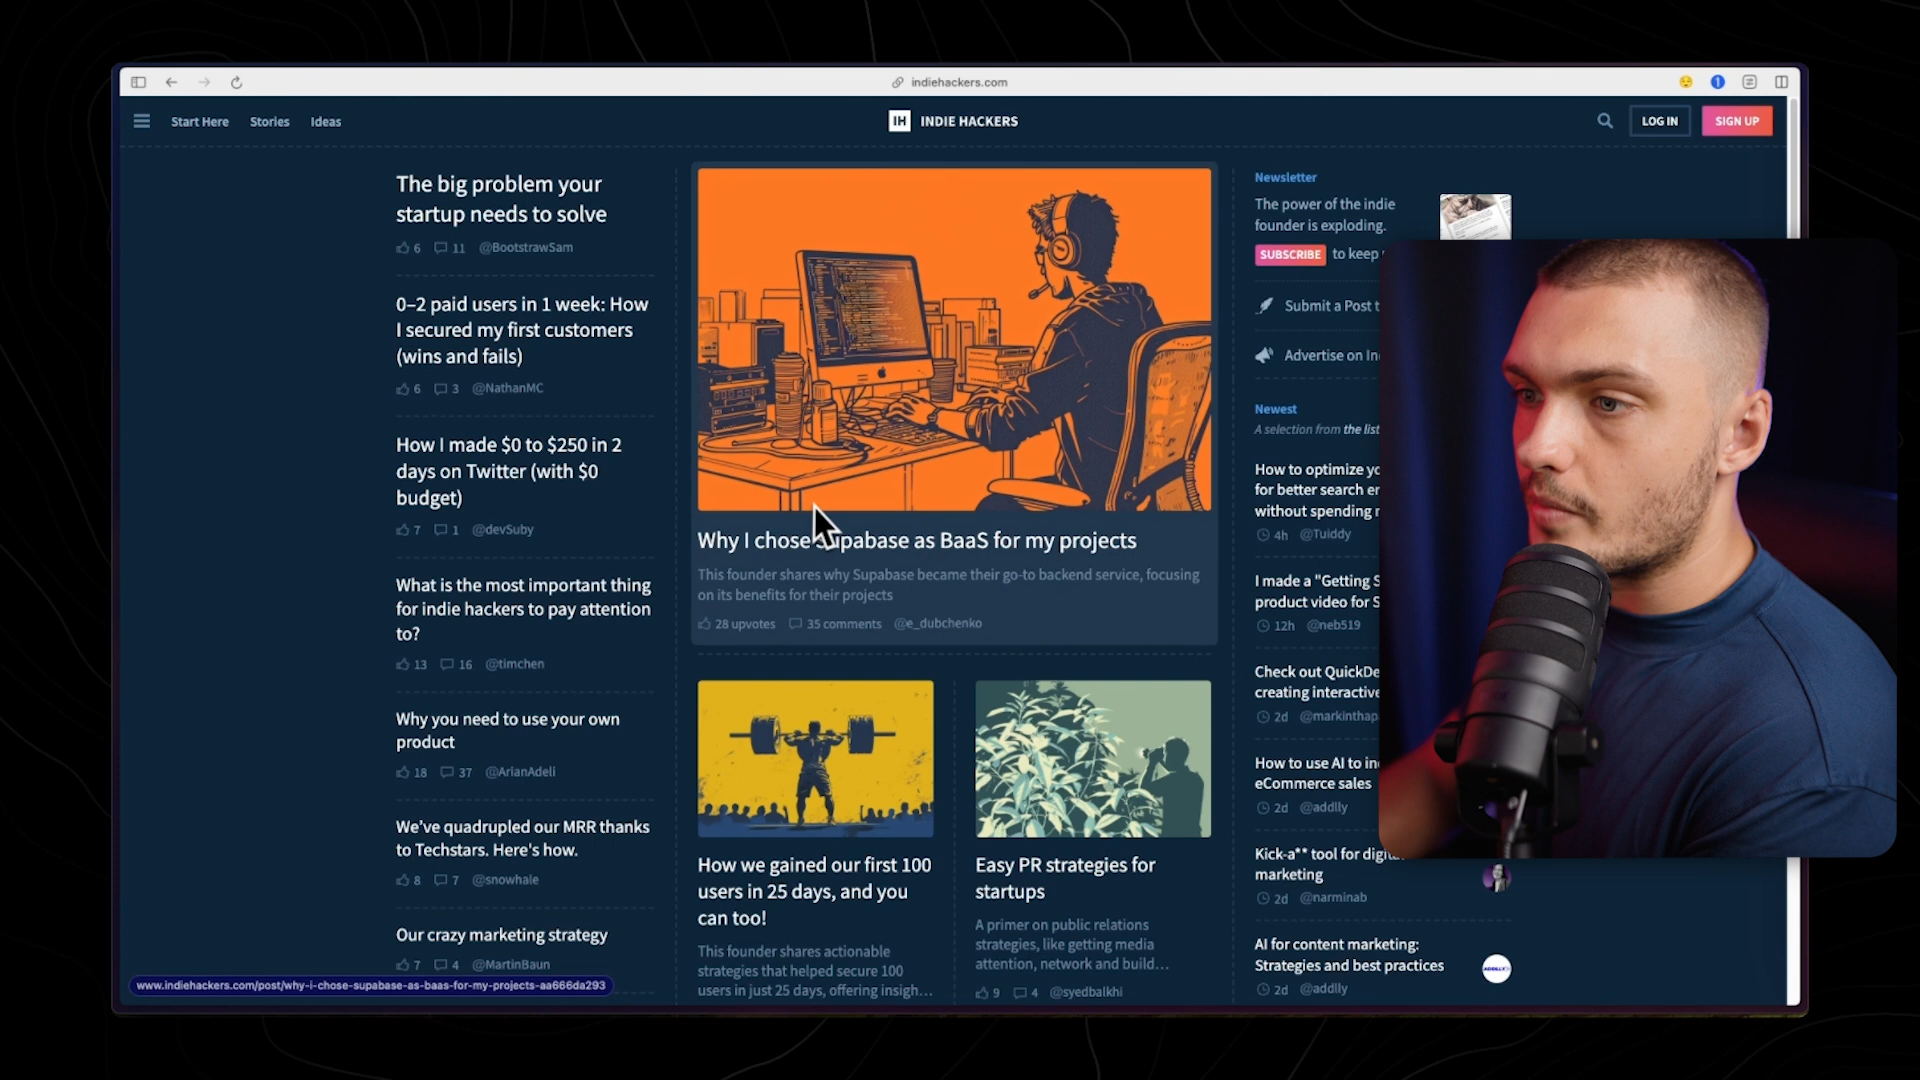 indiehackers.com
Start Here
Stories
Ideas
IH
INDIE HACKERS
LOG IN
SIGN UP
The big problem your
startup needs to solve
6
11
@BootstrawSam
0–2 paid users in 1 week: How
I secured my first customers
(wins and fails)
6
3
@NathanMC
How I made $0 to $250 in 2
days on Twitter (with $0
budget)
7
1
@devSuby
What is the most important thing
for indie hackers to pay attention
to?
13
16
@timchen
Why you need to use your own
product
18
37
@ArianAdeli
We've quadrupled our MRR thanks
to Techstars. Here's how.
8
7
@snowhale
Our crazy marketing strategy
7
4
@MartinBaun
www.indiehackers.com/post/why-i-chose-supabase-as-baas-for-my-projects-aa666da293
Why I chose Supabase as BaaS for my projects
This founder shares why Supabase became their go-to backend service, focusing
on its benefits for their projects
28 upvotes
35 comments
@e_dubchenko
How we gained our first 100
users in 25 days, and you
can too!
This founder shares actionable
strategies that helped secure 100
users in just 25 days, offering insigh...
Easy PR strategies for
startups
A primer on public relations
strategies, like getting media
attention, network and build...
9
4
@syedbalkhi
Newsletter
The power of the indie
founder is exploding.
SUBSCRIBE to keep
Submit a Post t
Advertise on In
Newest
A selection from the list
How to optimize yo
for better search en
without spending
4h
@Tuiddy
I made a "Getting S
product video for S
12h
@neb519
Check out QuickDe
creating interactive
2d
@markinthap
How to use AI to in
eCommerce sales
2d
@addlly
Kick-a** tool for digit
marketing
2d
@narminab
AI for content marketing:
Strategies and best practices
2d
@addlly